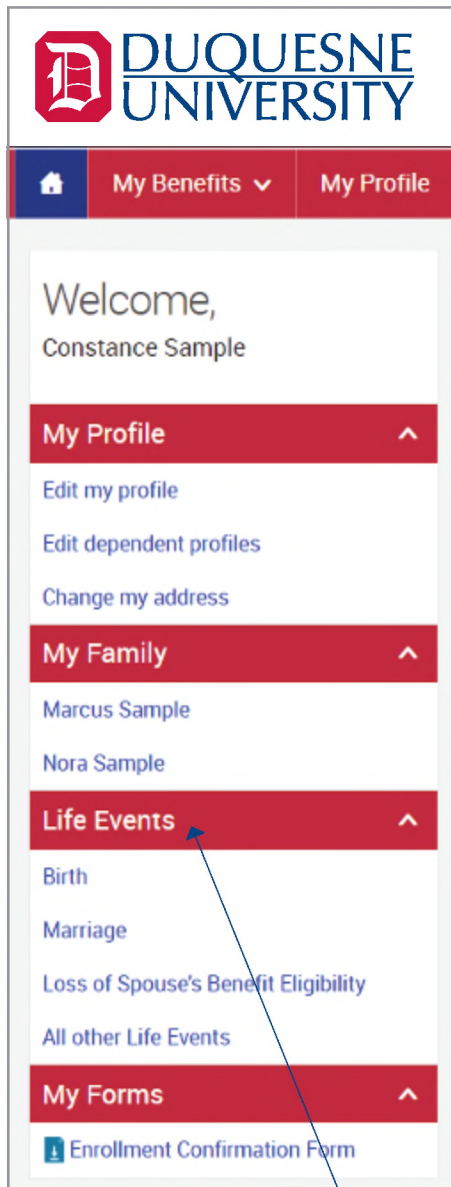 DUQUESNE
UNIVERSITY
My Benefits
My Profile
Welcome,
Constance Sample
My Profile
Edit my profile
Edit dependent profiles
Change my address
My Family
Marcus Sample
Nora Sample
Life Events
Birth
Marriage
Loss of Spouse's Benefit Eligibility
All other Life Events
My Forms
Enrollment Confirmation Form